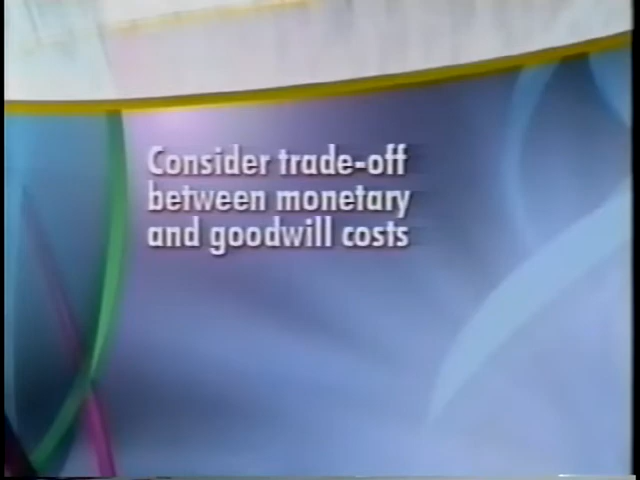 Consider trade-off
between monetary
and goodwill costs